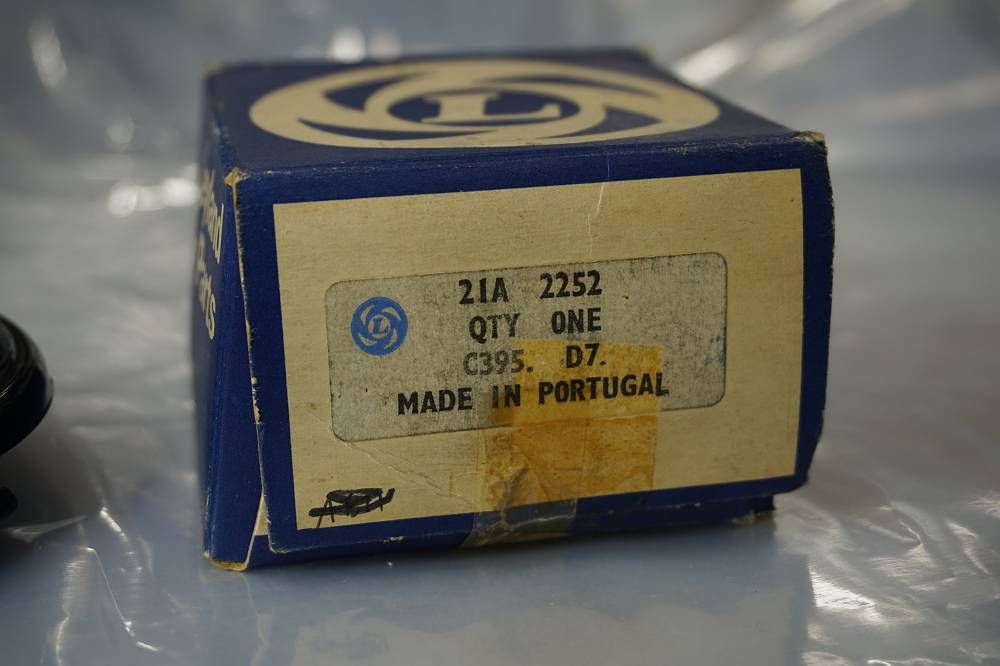 L
L
21A 2252
QTY ONE
C395. D7.
MADE IN PORTUGAL